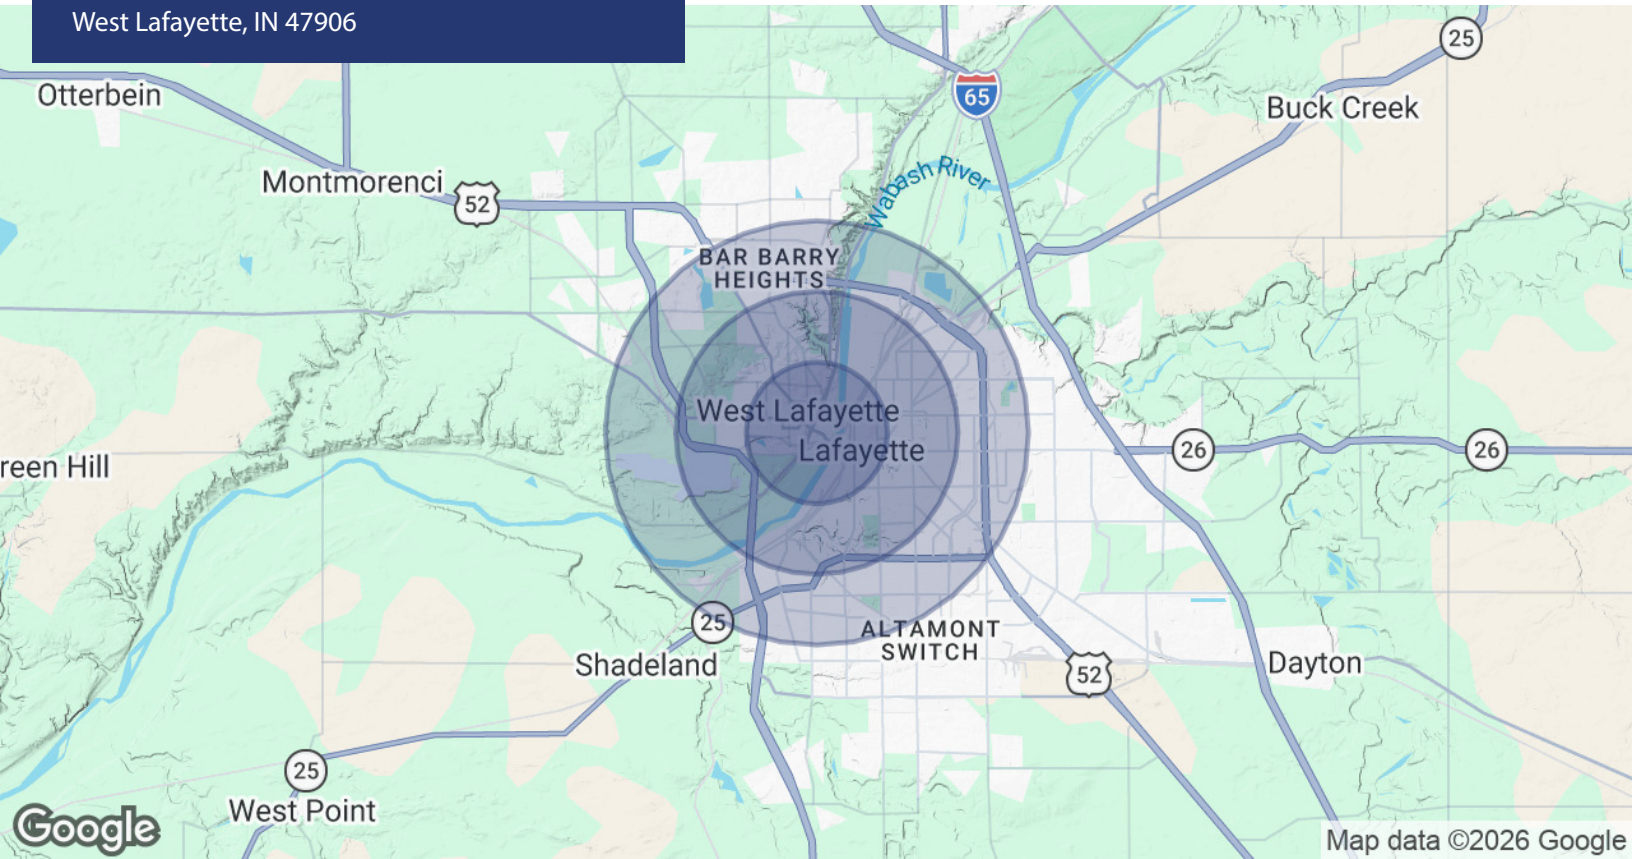 West Lafayette, IN 47906
25
65
Otterbein
Buck Creek
Wabash River
Montmorenci
52
BAR BARRY
HEIGHTS
West Lafayette
Lafayette
26
26
reen Hill
25
ALTAMONT
SWITCH
Shadeland
52
Dayton
25
West Point
Google
Map data ©2026 Google